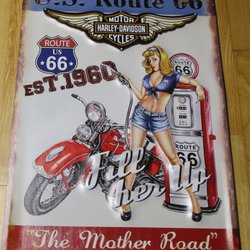 U.S. Route 66
MOTOR
HARLEY-DAVIDSON
CYCLES
ROUTE
US
66
EST.1960
ROUTE
66
ROUTE
66
Fill
her Up
"The Mother Road"